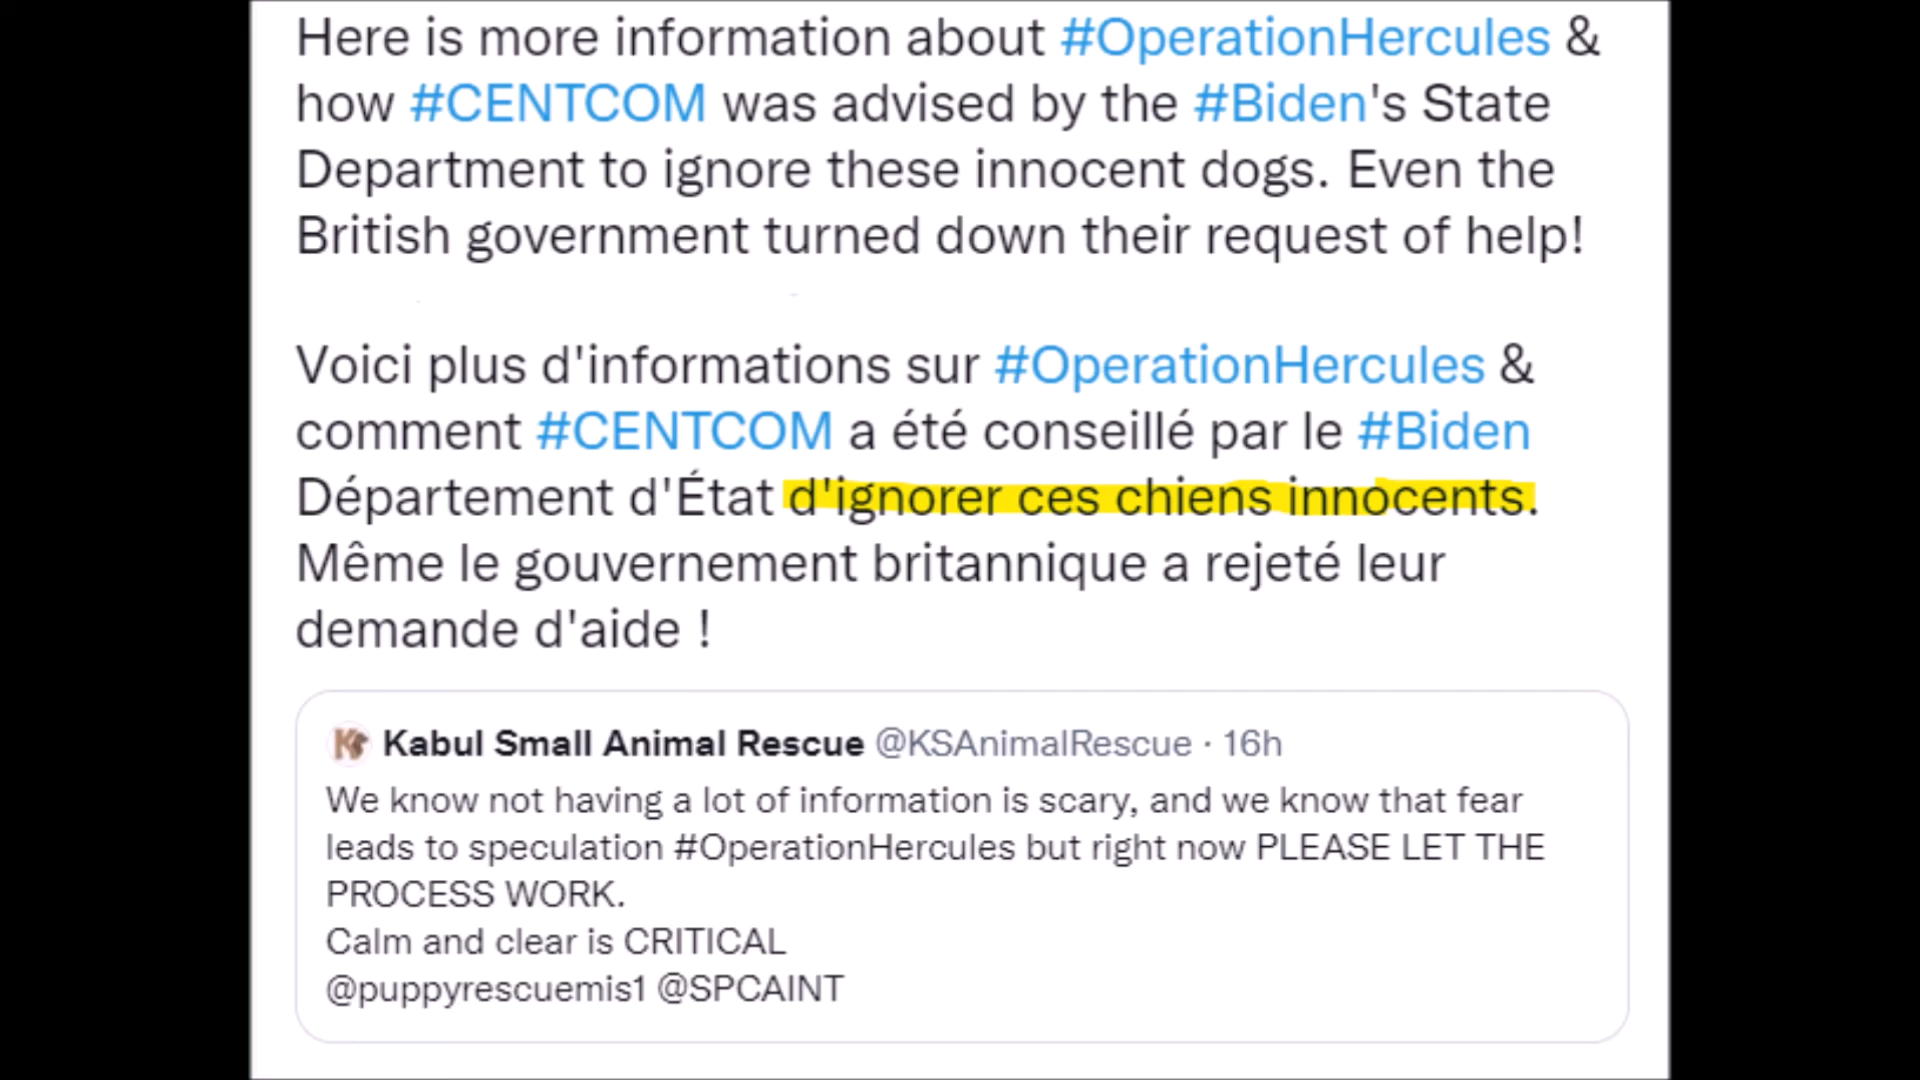 Here is more information about #OperationHercules &
how #CENTCOM was advised by the #Biden's State
Department to ignore these innocent dogs. Even the
British government turned down their request of help!
Voici plus d'informations sur #OperationHercules &
comment #CENTCOM a été conseillé par le #Biden
Département d'État d'ignorer ces chiens innocents.
Même le gouvernement britannique a rejeté leur
demande d'aide !
Kabul Small Animal Rescue @KSAnimalRescue · 16h
We know not having a lot of information is scary, and we know that fear
leads to speculation #OperationHercules but right now PLEASE LET THE
PROCESS WORK.
Calm and clear is CRITICAL
@puppyrescuemis1 @SPCAINT